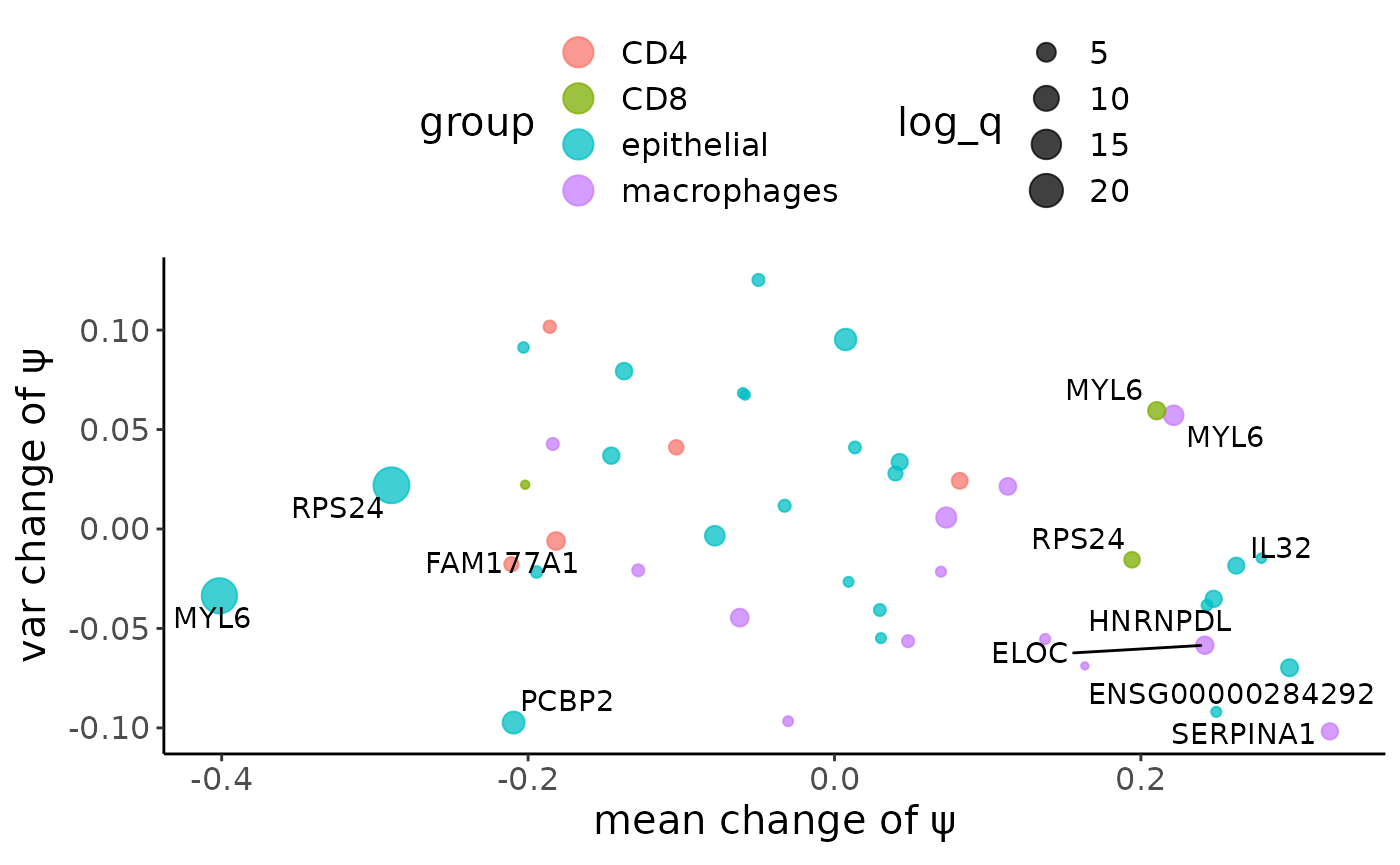 group
CD4
CD8
epithelial
macrophages
log_q
5
10
15
20
var change of ψ
0.10
0.05
0.00
-0.05
-0.10
MYL6
MYL6
RPS24
RPS24
IL32
FAM177A1
MYL6
HNRNPDL
ELOC
PCBP2
ENSG00000284292
SERPINA1
-0.4
-0.2
0.0
0.2
mean change of ψ